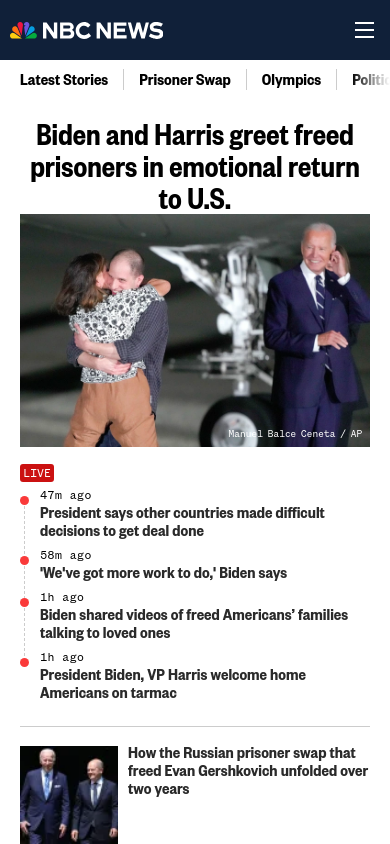 NBC NEWS
Latest Stories
Prisoner Swap
Olympics
Biden and Harris greet freed
prisoners in emotional return
to U.S.
Manuel Balce Ceneta / AP
LIVE
47m ago
President says other countries made difficult
decisions to get deal done
58m ago
'We've got more work to do,' Biden says
1h ago
Biden shared videos of freed Americans’ families
talking to loved ones
1h ago
President Biden, VP Harris welcome home
Americans on tarmac
How the Russian prisoner swap that
freed Evan Gershkovich unfolded over
two years